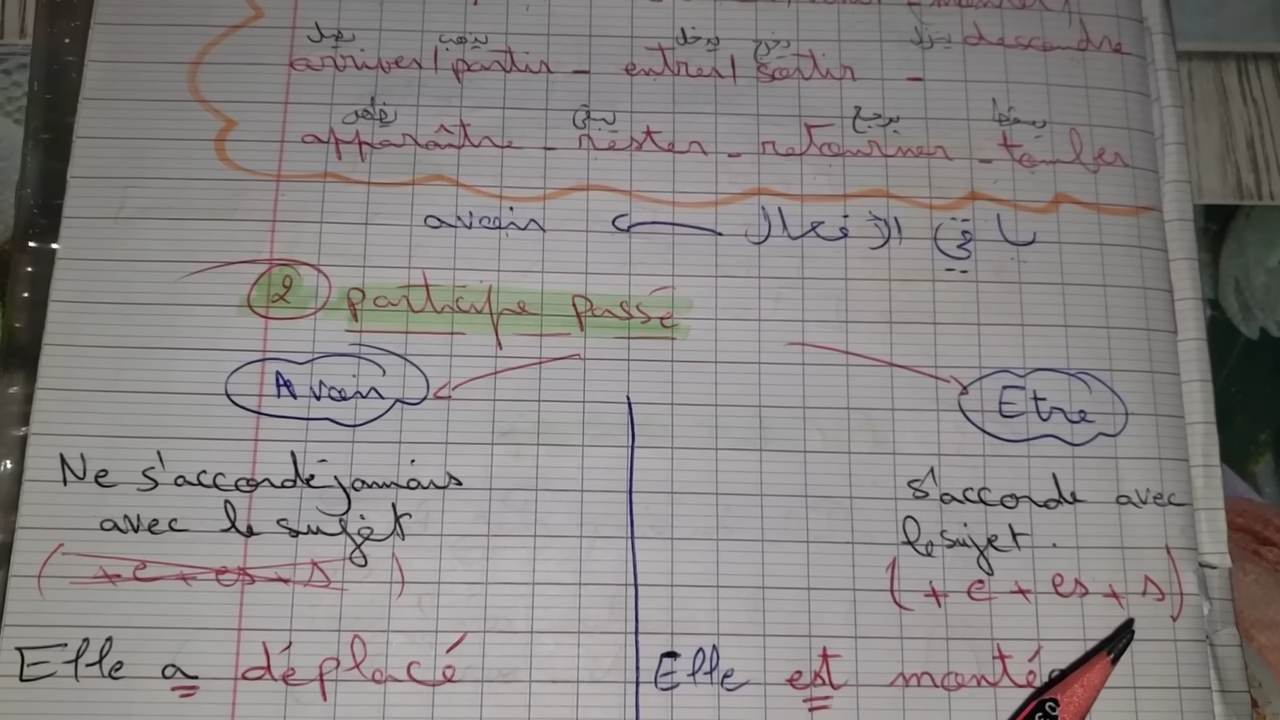 ينزل
descendre
يصل يذهب يدخل يخرج
arriver / partir - entrer / sortir -
يبقى يرجع يسقط
apparaître - rester - retourner - tomber
باقي الأفعال ← avoir
2 participe passé
Avoir Etre
Ne s'accorde jamais
avec le sujet
(+ e + es + s)
s'accorde avec
le sujet.
(+ e + es + s)
Elle a déplacé Elle est monté